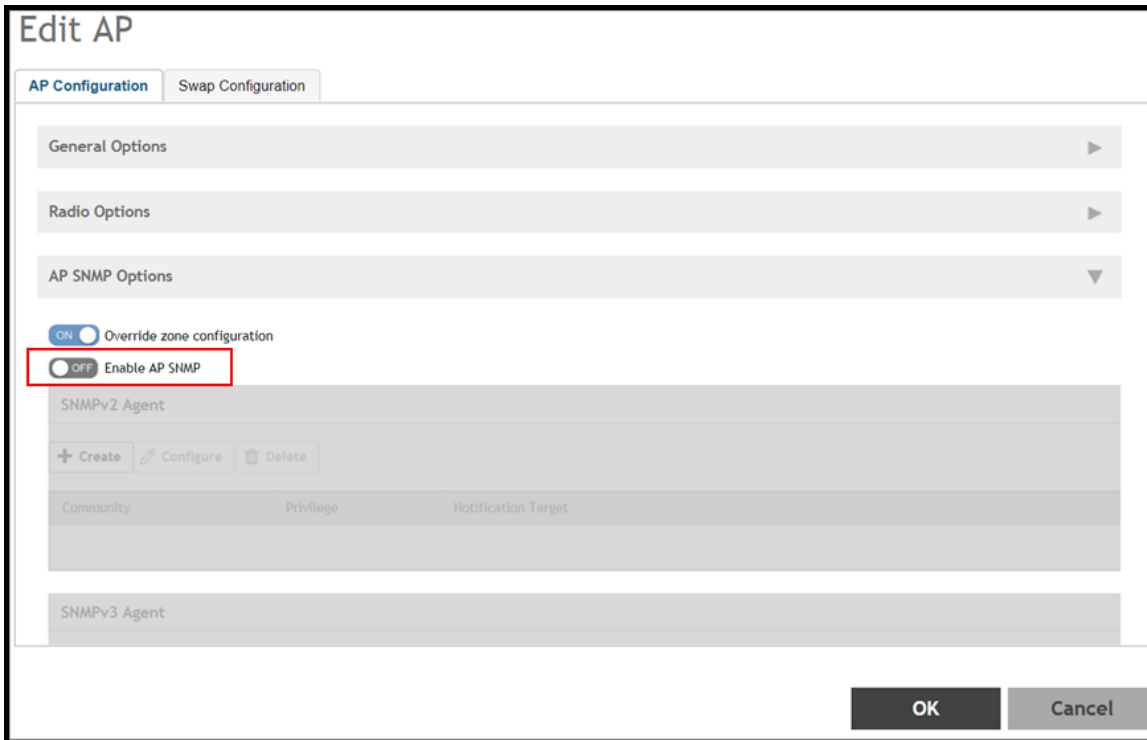 Edit AP
AP Configuration Swap Configuration
General Options
Radio Options
AP SNMP Options
ON Override zone configuration
OFF Enable AP SNMP
SNMPv2 Agent
+ Create Configure Delete
Community Privilege Notification Target
SNMPv3 Agent
OK Cancel